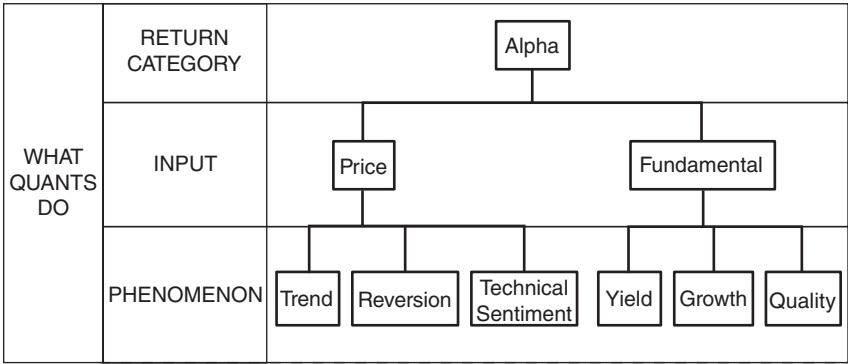 WHAT
QUANTS
DO
RETURN
CATEGORY
Alpha
INPUT
Price
Fundamental
PHENOMENON
Trend
Reversion
Technical
Sentiment
Yield
Growth
Quality